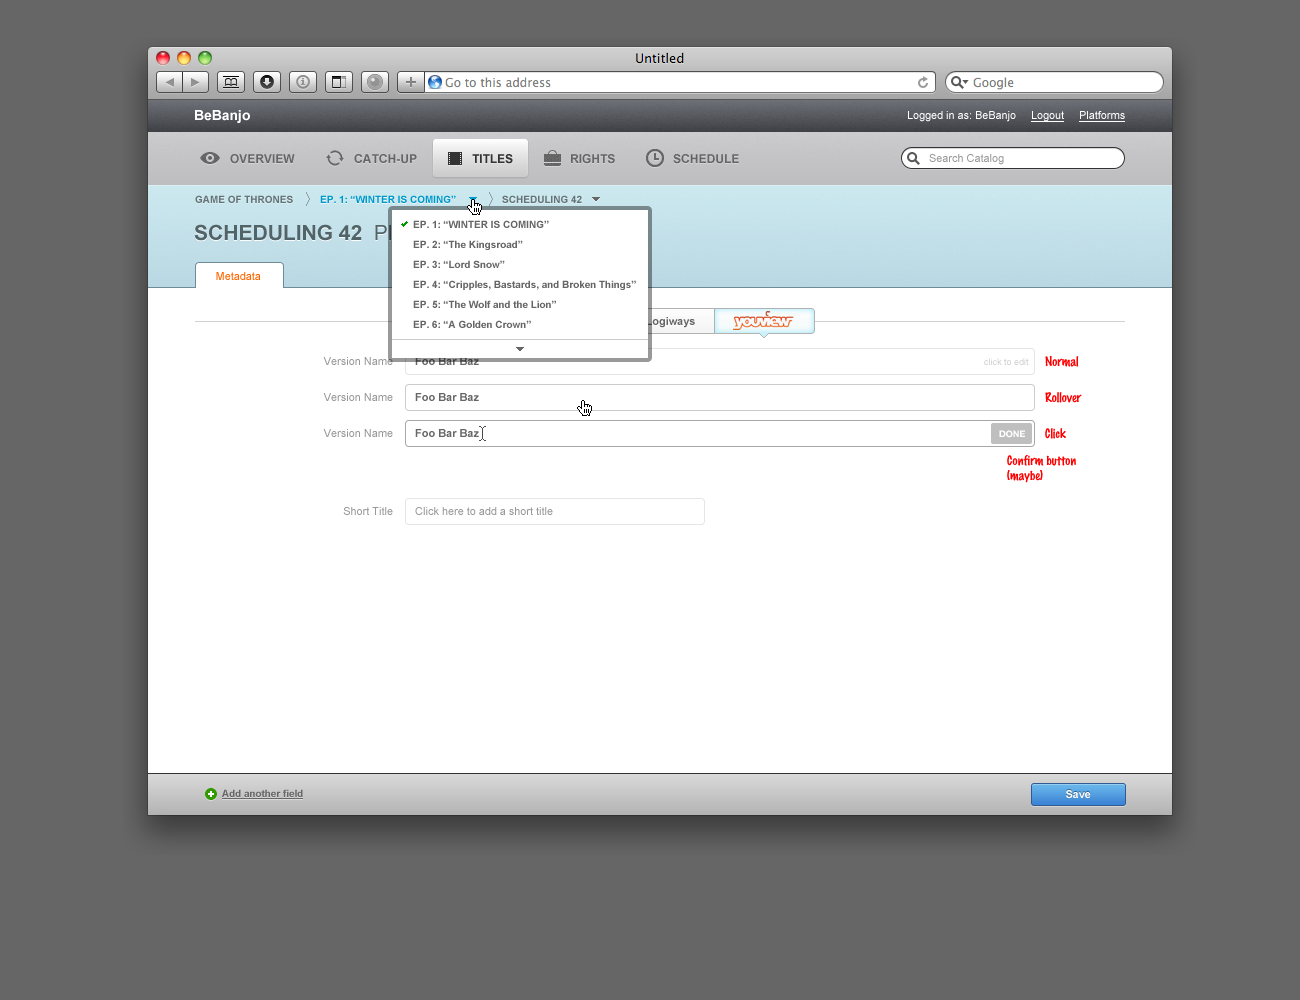 Untitled
Go to this address
Google
BeBanjo
Logged in as: BeBanjo Logout Platforms
OVERVIEW CATCH-UP TITLES RIGHTS SCHEDULE
Search Catalog
GAME OF THRONES EP. 1: “WINTER IS COMING” SCHEDULING 42
EP. 1: “WINTER IS COMING”
EP. 2: “The Kingsroad”
EP. 3: “Lord Snow”
EP. 4: “Cripples, Bastards, and Broken Things”
EP. 5: “The Wolf and the Lion”
EP. 6: “A Golden Crown”
SCHEDULING 42
Metadata
Logiways youview
Version Name Foo Bar Baz click to edit Normal
Version Name Foo Bar Baz Rollover
Version Name Foo Bar Baz DONE Click
Confirm button
(maybe)
Short Title Click here to add a short title
Add another field Save